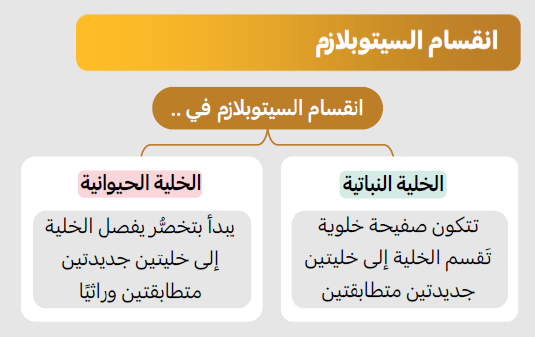 انقسام السيتوبلازم
انقسام السيتوبلازم في ..
الخلية النباتية
تتكون صفيحة خلوية
تَقسم الخلية إلى خليتين
جديدتين متطابقتين
الخلية الحيوانية
يبدأ بتخصُّر يفصل الخلية
إلى خليتين جديدتين
متطابقتين وراثيًا